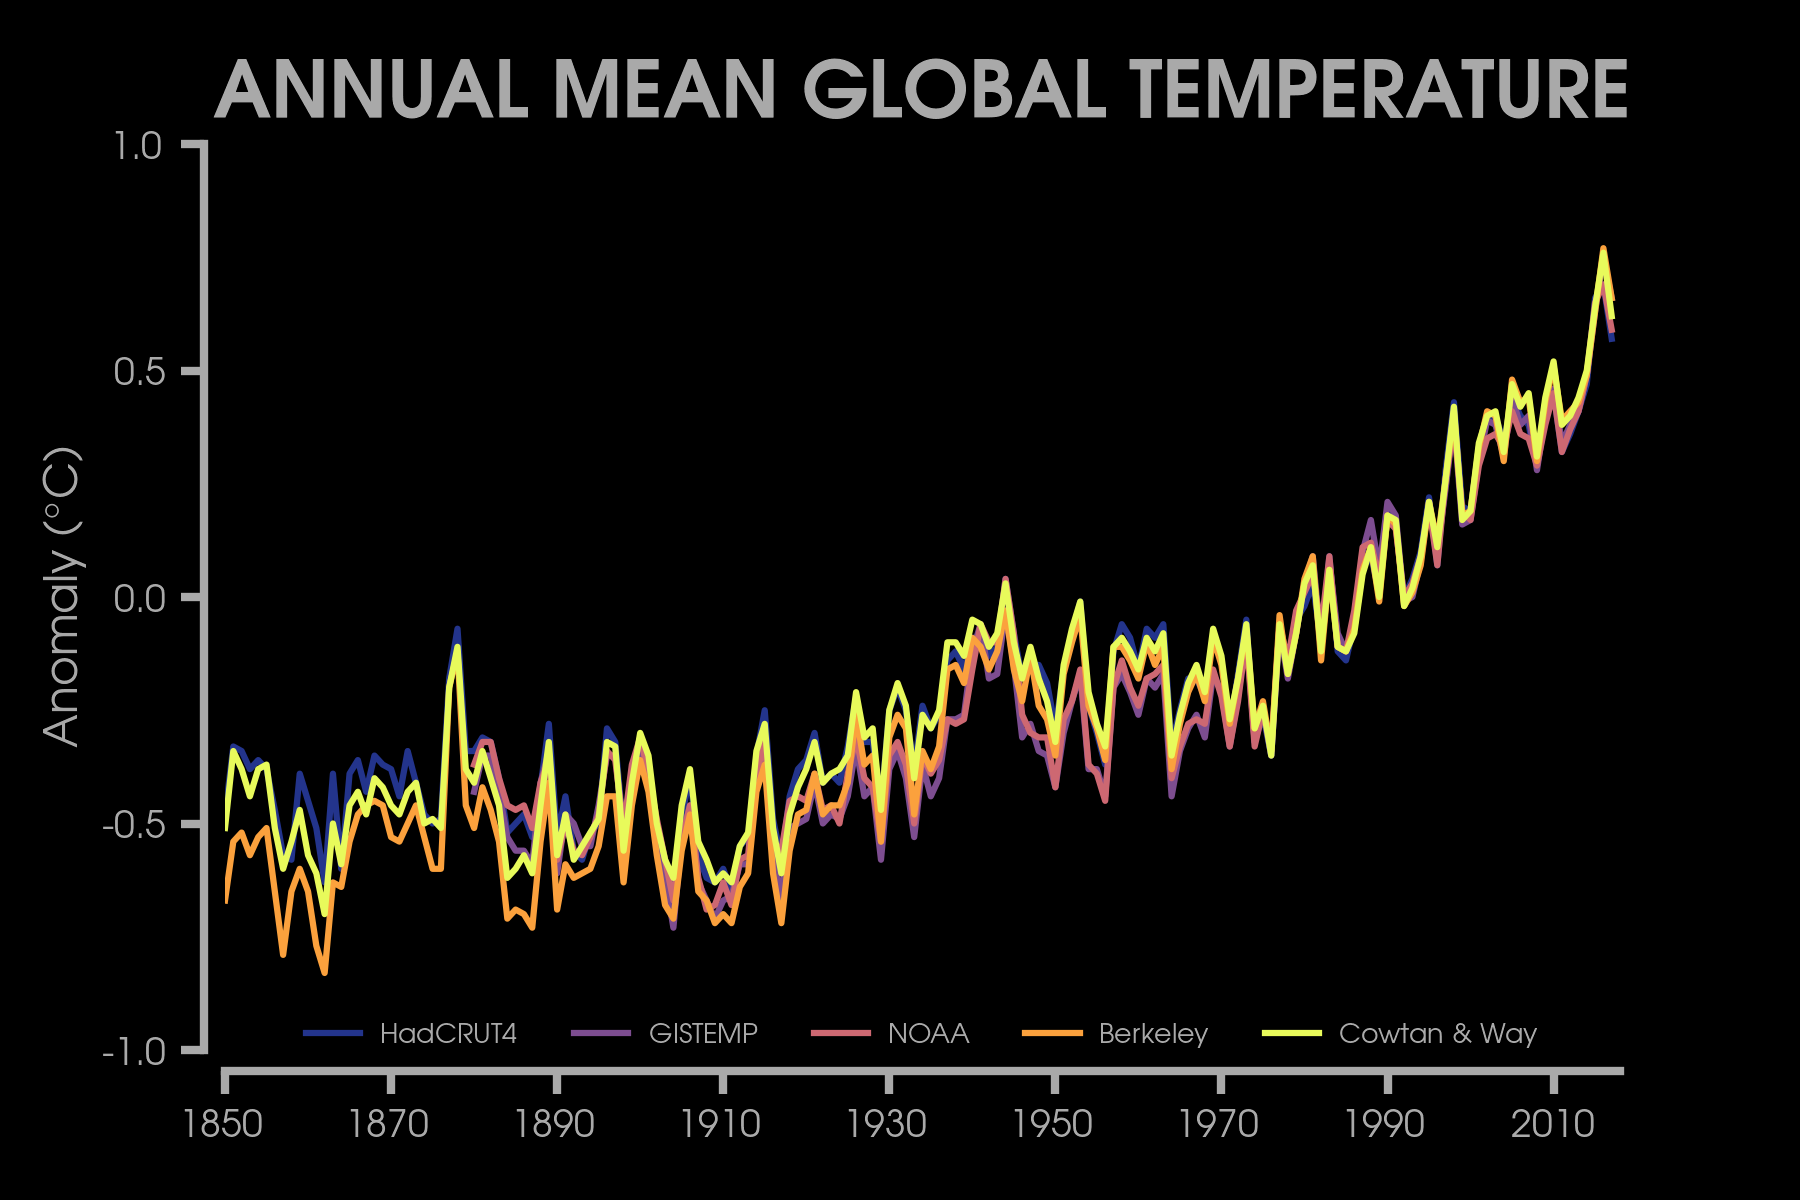 ANNUAL MEAN GLOBAL TEMPERATURE
1.0
0.5
0.0
-0.5
-1.0
Anomaly (°C)
HadCRUT4 GISTEMP NOAA Berkeley Cowtan & Way
1850 1870 1890 1910 1930 1950 1970 1990 2010